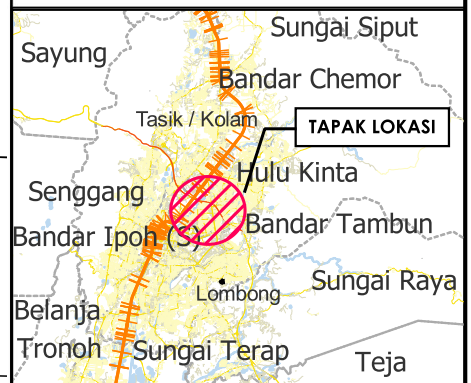 Sungai Siput
Sayung
Bandar Chemor
Tasik / Kolam
TAPAK LOKASI
Hulu Kinta
Senggang
Bandar Tambun
Bandar Ipoh (S)
Sungai Raya
Lombong
Belanja
Tronoh
Sungai Terap
Teja